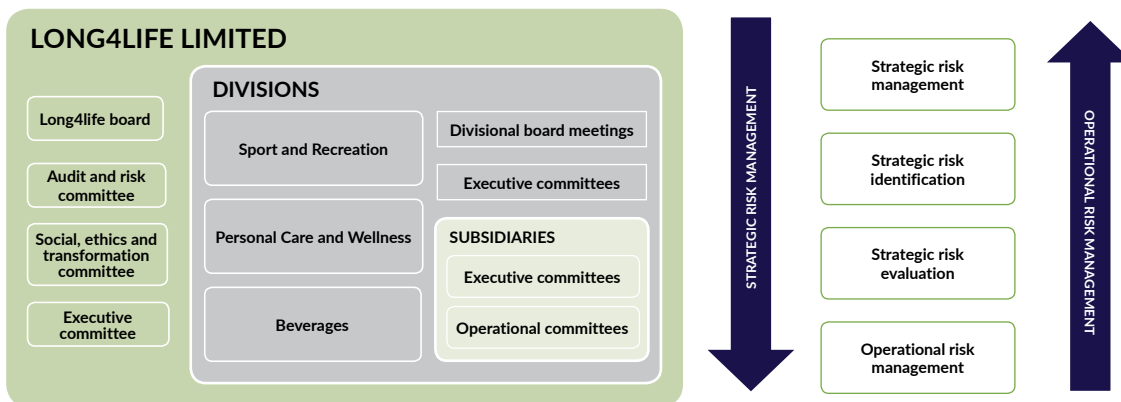 LONG4LIFE LIMITED
Long4life board
Audit and risk
committee
Social, ethics and
transformation
committee
Executive
committee
DIVISIONS
Sport and Recreation
Personal Care and Wellness
Beverages
Divisional board meetings
Executive committees
SUBSIDIARIES
Executive committees
Operational committees
STRATEGIC RISK MANAGEMENT
Strategic risk
management
Strategic risk
identification
Strategic risk
evaluation
Operational risk
management
OPERATIONAL RISK MANAGEMENT